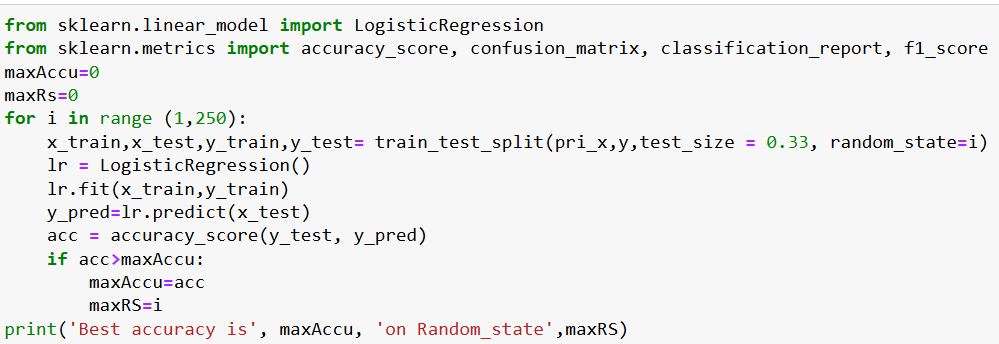 from sklearn.linear_model import LogisticRegression
from sklearn.metrics import accuracy_score, confusion_matrix, classification_report, f1_score
maxAccu=0
maxRs=0
for i in range (1,250):
    x_train,x_test,y_train,y_test= train_test_split(pri_x,y,test_size = 0.33, random_state=i)
    lr = LogisticRegression()
    lr.fit(x_train,y_train)
    y_pred=lr.predict(x_test)
    acc = accuracy_score(y_test, y_pred)
    if acc>maxAccu:
        maxAccu=acc
        maxRS=i
print('Best accuracy is', maxAccu, 'on Random_state',maxRS)